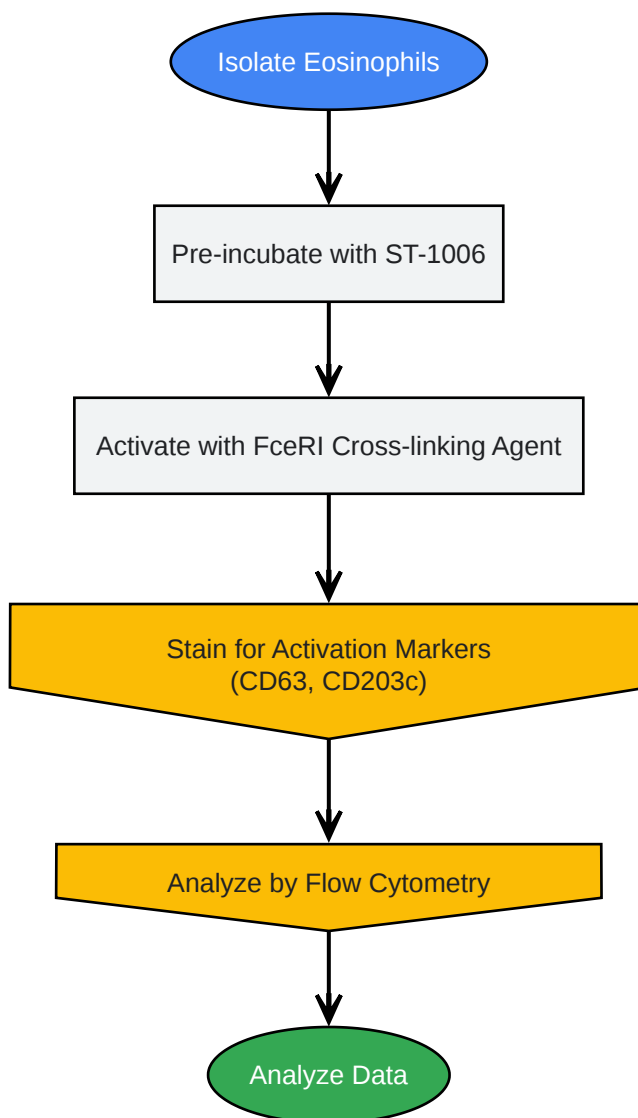 Isolate Eosinophils
Pre-incubate with ST-1006
Activate with FceRI Cross-linking Agent
Stain for Activation Markers
(CD63, CD203c)
Analyze by Flow Cytometry
Analyze Data